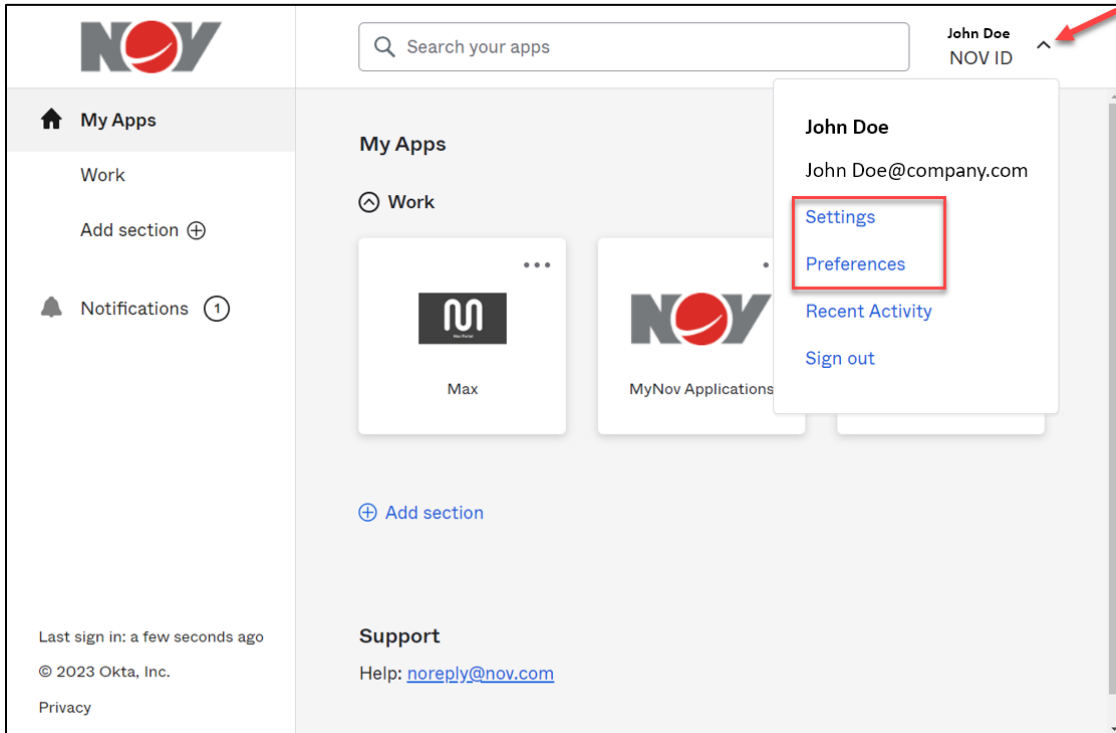 NOV
Search your apps
John Doe
NOV ID
My Apps
Work
Add section
Notifications 1
Last sign in: a few seconds ago
© 2023 Okta, Inc.
Privacy
My Apps
Work
Max
NOV
MyNov Applications
John Doe
John Doe@company.com
Settings
Preferences
Recent Activity
Sign out
Add section
Support
Help: noreply@nov.com